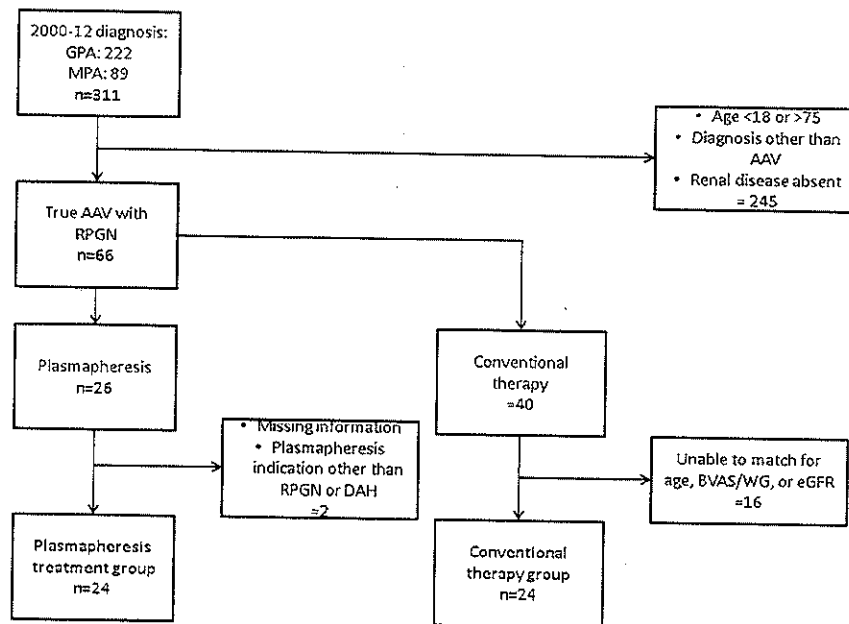 2000-12 diagnosis:
GPA: 222
MPA: 89
n=311
• Age <18 or >75
• Diagnosis other than
AAV
• Renal disease absent
= 245
True AAV with
RPGN
n=66
Plasmapheresis
n=26
Conventional
therapy
=40
• Missing information
• Plasmapheresis
indication other than
RPGN or DAH
=2
Unable to match for
age, BVAS/WG, or eGFR
=16
Plasmapheresis
treatment group
n=24
Conventional
therapy group
n=24